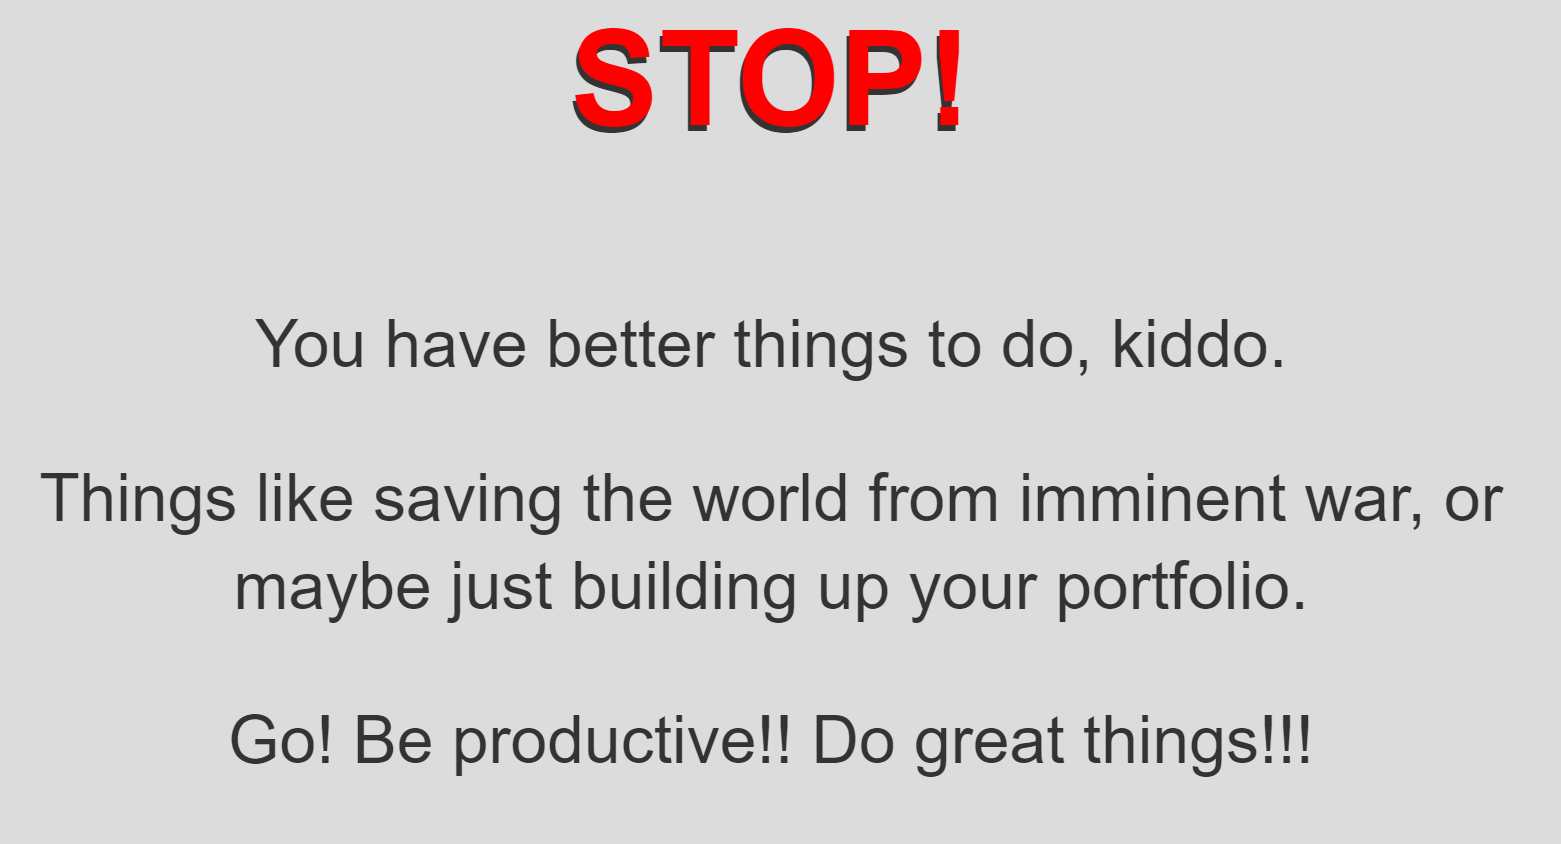 STOP!
You have better things to do, kiddo.
Things like saving the world from imminent war, or
maybe just building up your portfolio.
Go! Be productive!! Do great things!!!